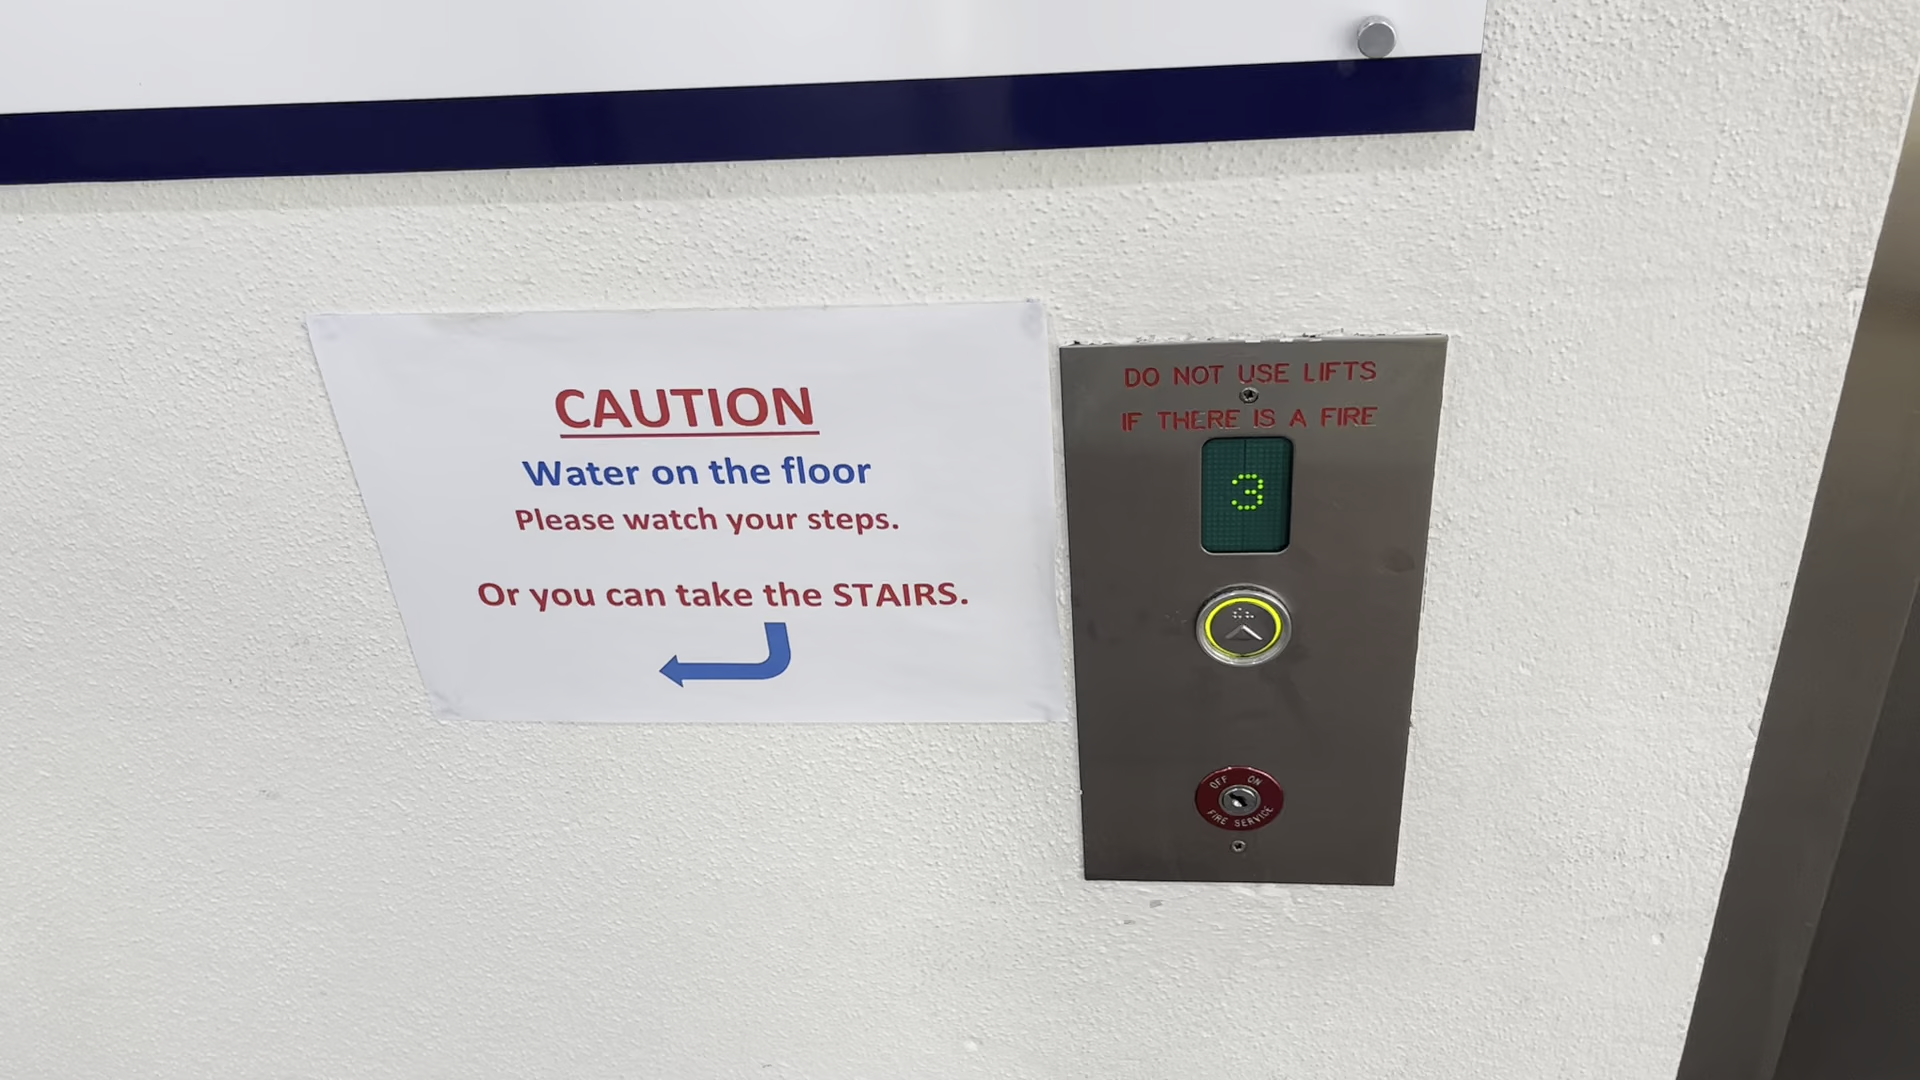 CAUTION
Water on the floor
Please watch your steps.
Or you can take the STAIRS.
DO NOT USE LIFTS
IF THERE IS A FIRE
3
OFF ON
FIRE SERVICE